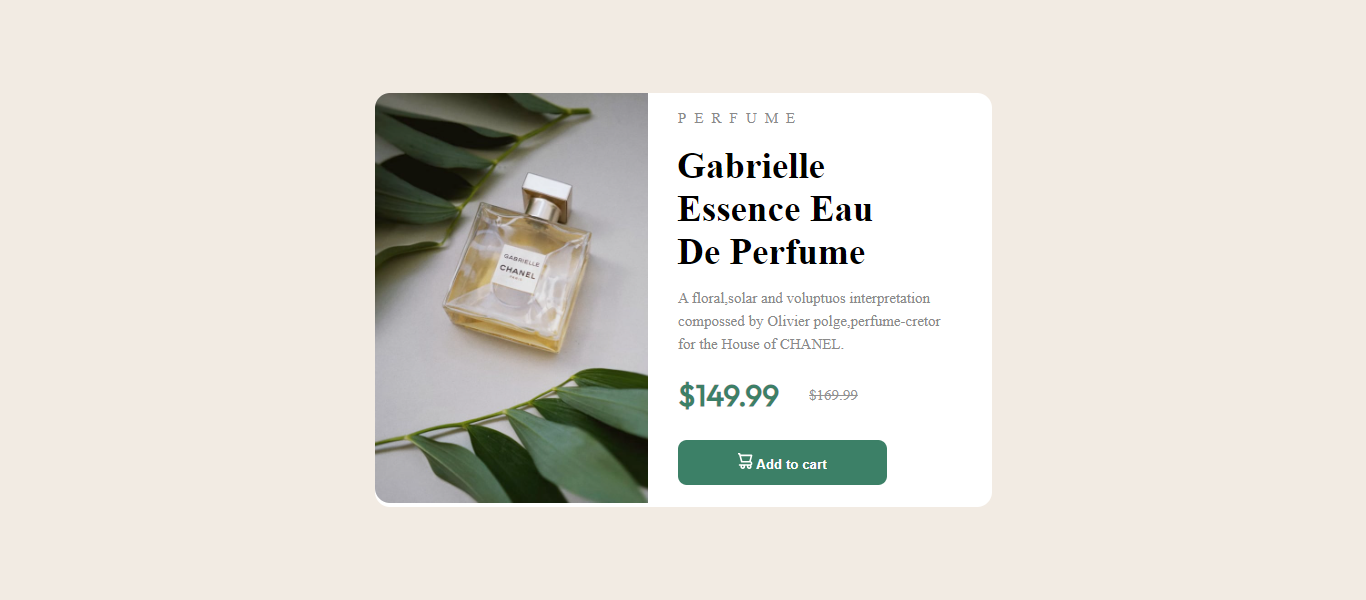 GABRIELLE
CHANEL
PARIS
PERFUME
Gabrielle
Essence Eau
De Perfume
A floral,solar and voluptuos interpretation
compossed by Olivier polge,perfume-cretor
for the House of CHANEL.
$149.99 $169.99
Add to cart